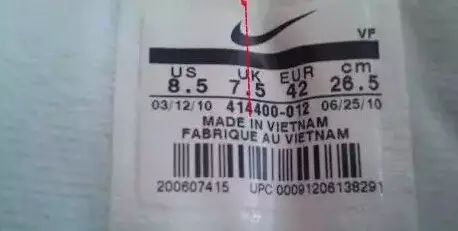 VF
US UK EUR cm
8.5 7.5 42 26.5
03/12/10 414400-012 06/25/10
MADE IN VIETNAM
FABRIQUE AU VIETNAM
200607415 UPC 00091206138291